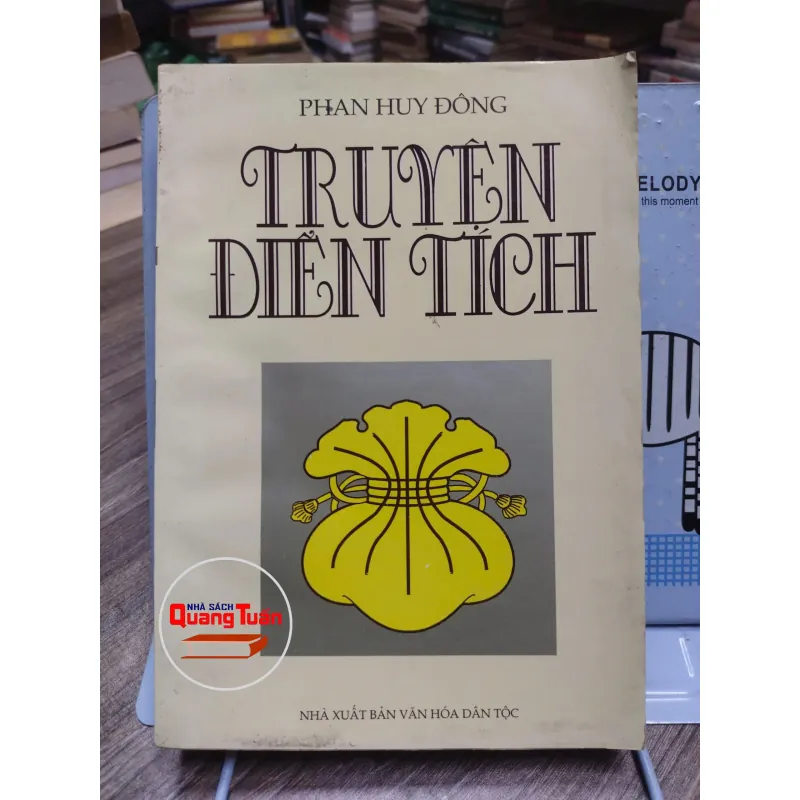 PHAN HUY ĐÔNG
TRUYỆN
ĐIỂN TÍCH
NHÀ SÁCH
Quang Tuấn
NHÀ XUẤT BẢN VĂN HÓA DÂN TỘC
ELODY
this moment